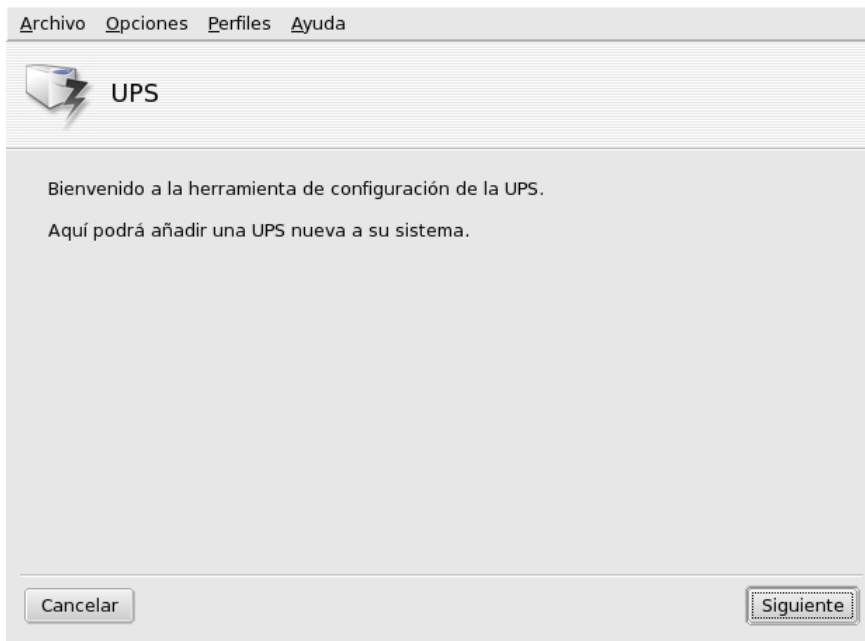 Archivo Opciones Perfiles Ayuda
UPS
Bienvenido a la herramienta de configuración de la UPS.
Aquí podrá añadir una UPS nueva a su sistema.
Cancelar Siguiente